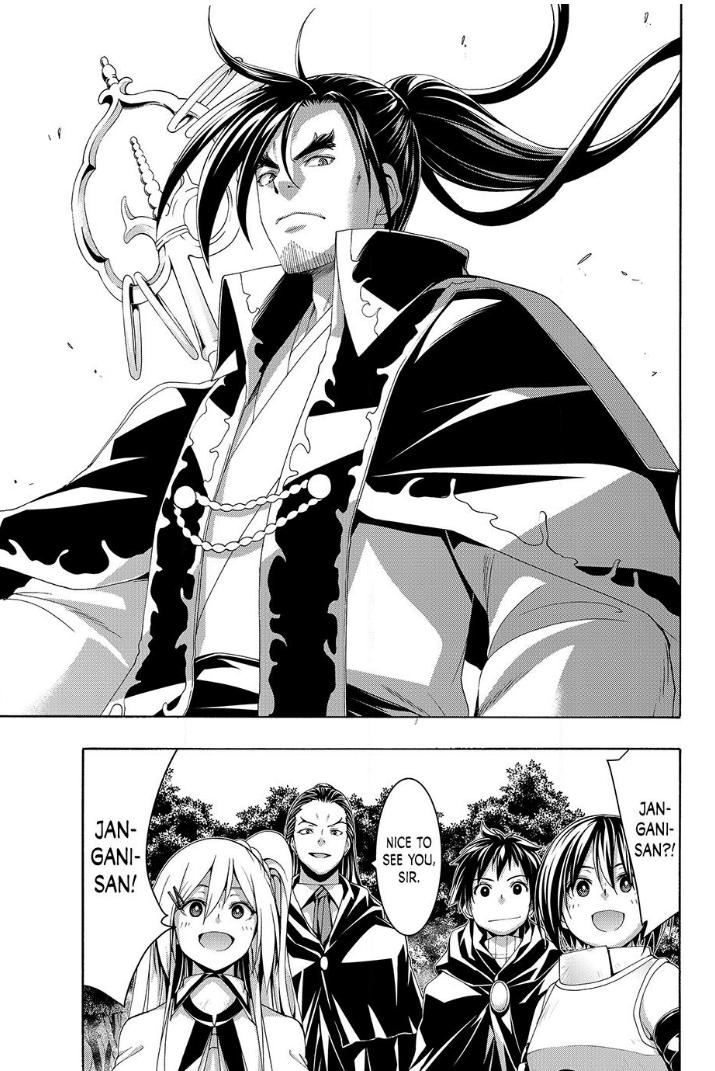 JAN-
GANI-
SAN?!
NICE TO
SEE YOU,
SIR.
JAN-
GANI-
SAN!